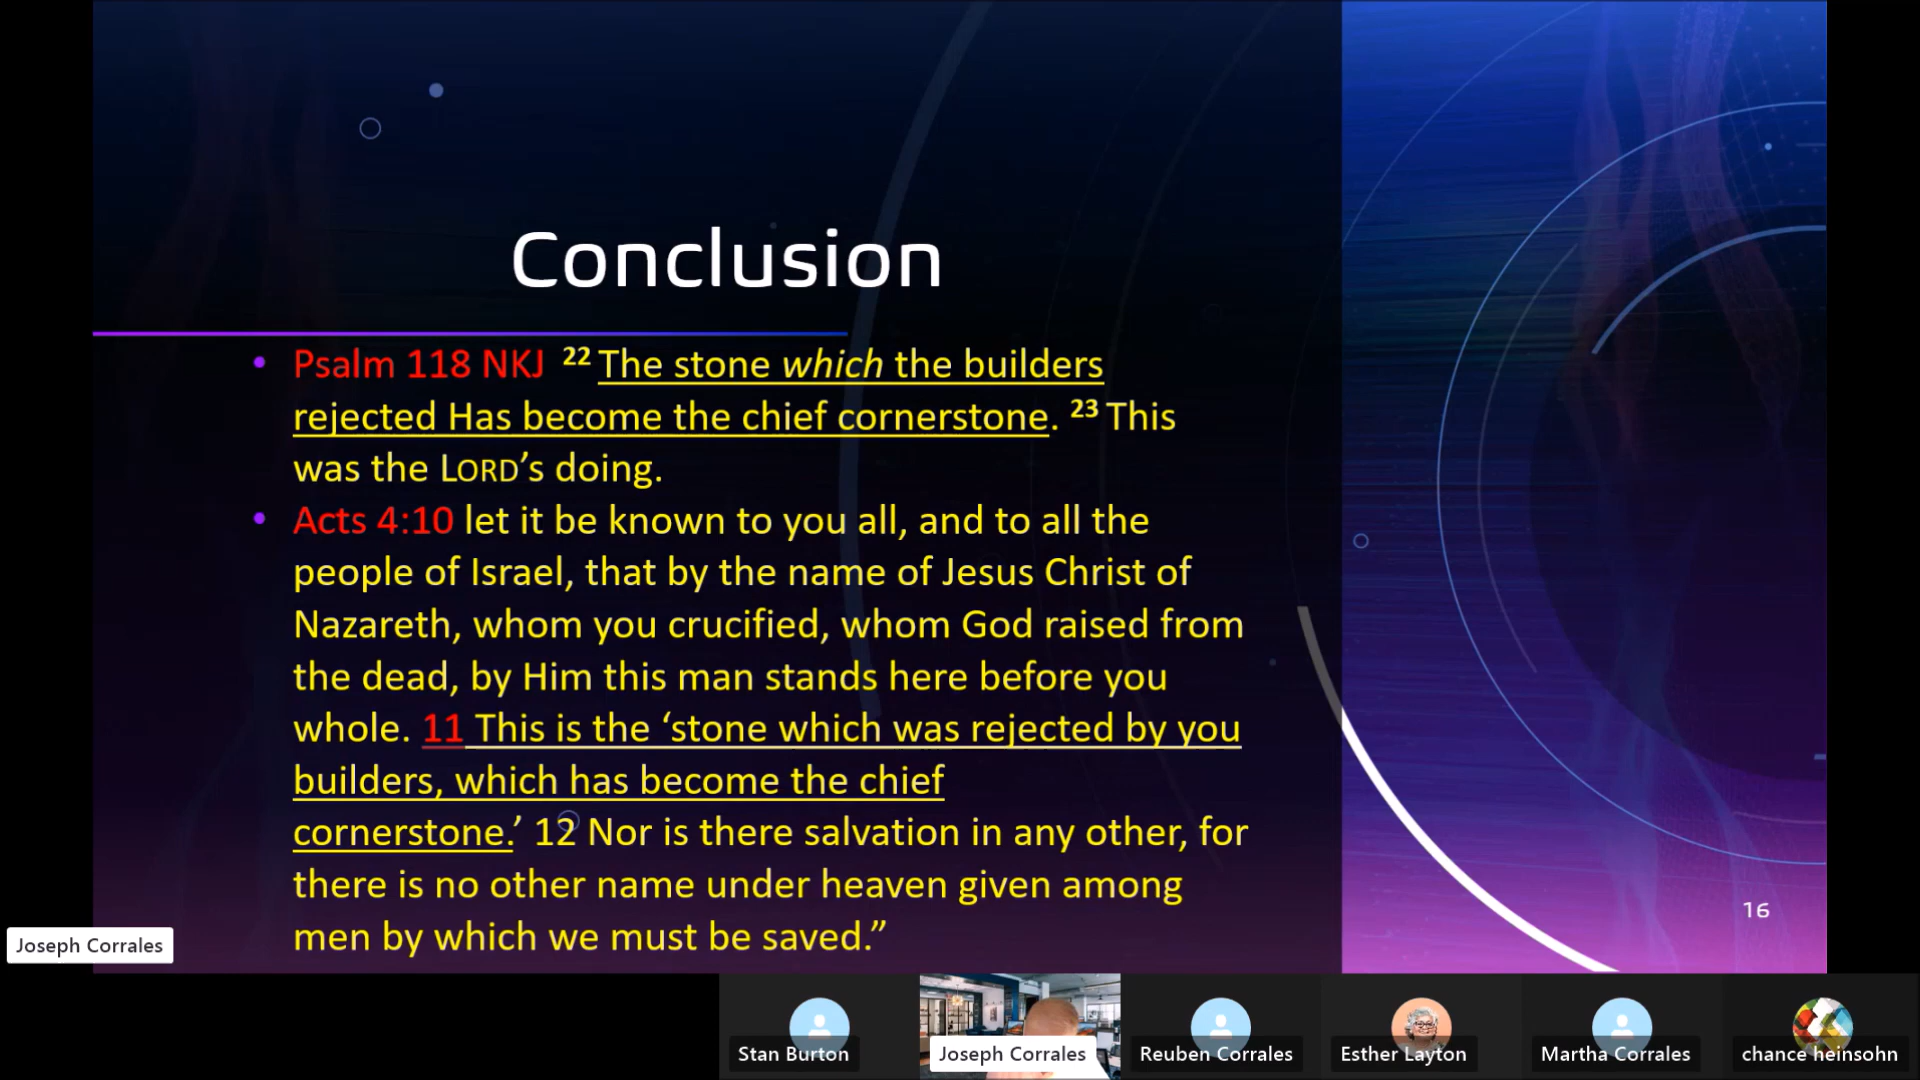 Conclusion
• Psalm 118 NKJ 22 The stone which the builders
rejected Has become the chief cornerstone. 23 This
was the LORD’s doing.
• Acts 4:10 let it be known to you all, and to all the
people of Israel, that by the name of Jesus Christ of
Nazareth, whom you crucified, whom God raised from
the dead, by Him this man stands here before you
whole. 11 This is the ‘stone which was rejected by you
builders, which has become the chief
cornerstone.’ 12 Nor is there salvation in any other, for
there is no other name under heaven given among
men by which we must be saved.”
16
Joseph Corrales
Stan Burton
Joseph Corrales
Reuben Corrales
Esther Layton
Martha Corrales
chance heinsohn